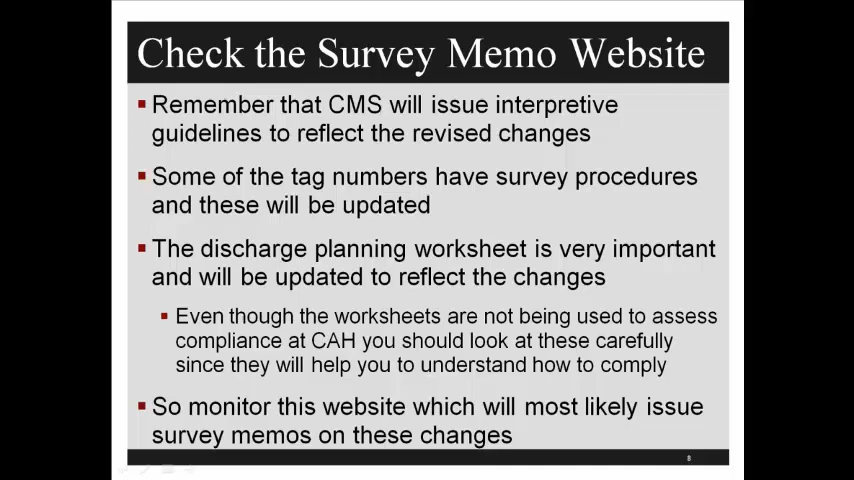 Check the Survey Memo Website
Remember that CMS will issue interpretive
guidelines to reflect the revised changes
Some of the tag numbers have survey procedures
and these will be updated
The discharge planning worksheet is very important
and will be updated to reflect the changes
Even though the worksheets are not being used to assess
compliance at CAH you should look at these carefully
since they will help you to understand how to comply
So monitor this website which will most likely issue
survey memos on these changes
8